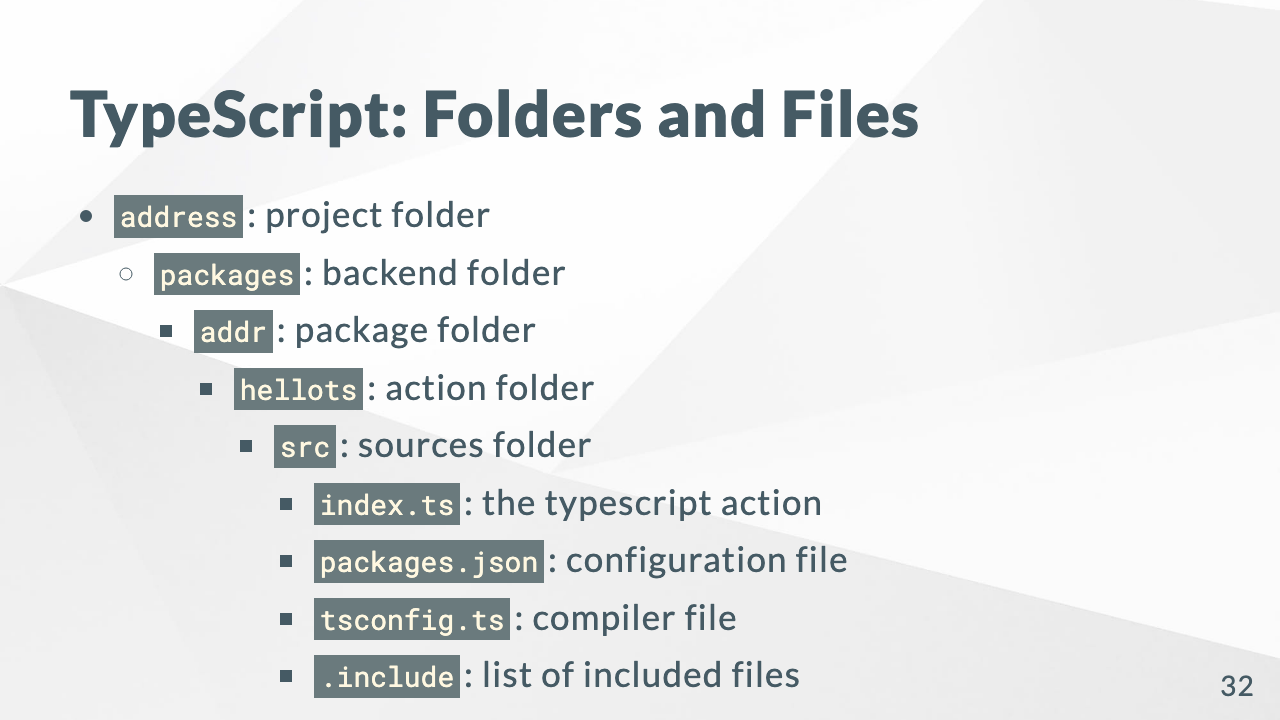 TypeScript: Folders and Files
address : project folder
packages : backend folder
addr : package folder
hellots : action folder
src : sources folder
index.ts : the typescript action
packages.json : configuration file
tsconfig.ts : compiler file
.include : list of included files
32